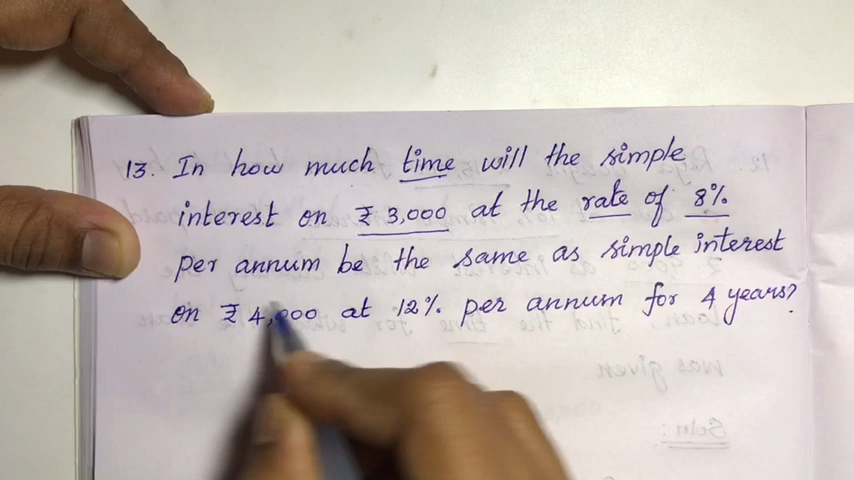 13. In how much time will the simple
interest on ₹ 3,000 at the rate of 8%
per annum be the same as simple interest
on ₹ 4,000 at 12% per annum for 4 years?